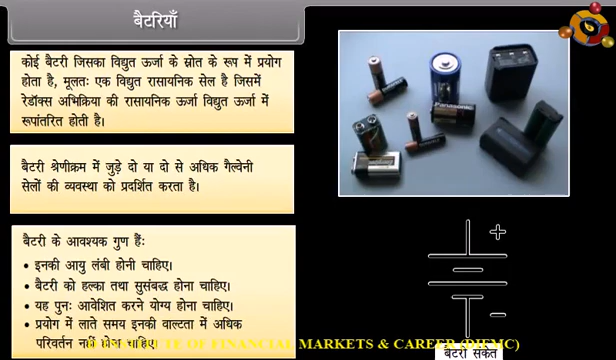 बैटरियाँ
कोई बैटरी जिसका विद्युत ऊर्जा के स्रोत के रूप में प्रयोग
होता है, मूलतः एक विद्युत रासायनिक सेल है जिसमें
रेडॉक्स अभिक्रिया की रासायनिक ऊर्जा विद्युत ऊर्जा में
रूपांतरित होती है।
बैटरी श्रेणीक्रम में जुड़े दो या दो से अधिक गैल्वेनी
सेलों की व्यवस्था को प्रदर्शित करता है।
बैटरी के आवश्यक गुण हैंः
• इनकी आयु लंबी होनी चाहिए।
• बैटरी को हल्का तथा सुसंबद्ध होना चाहिए।
• यह पुनः आवेशित करने योग्य होना चाहिए।
• प्रयोग में लाते समय इनकी वाल्टता में अधिक
परिवर्तन नहीं होना चाहिए।
Panasonic
+
−
बैटरी संकेत
OF FINANCIAL MARKETS & CAREER (DIFMC)